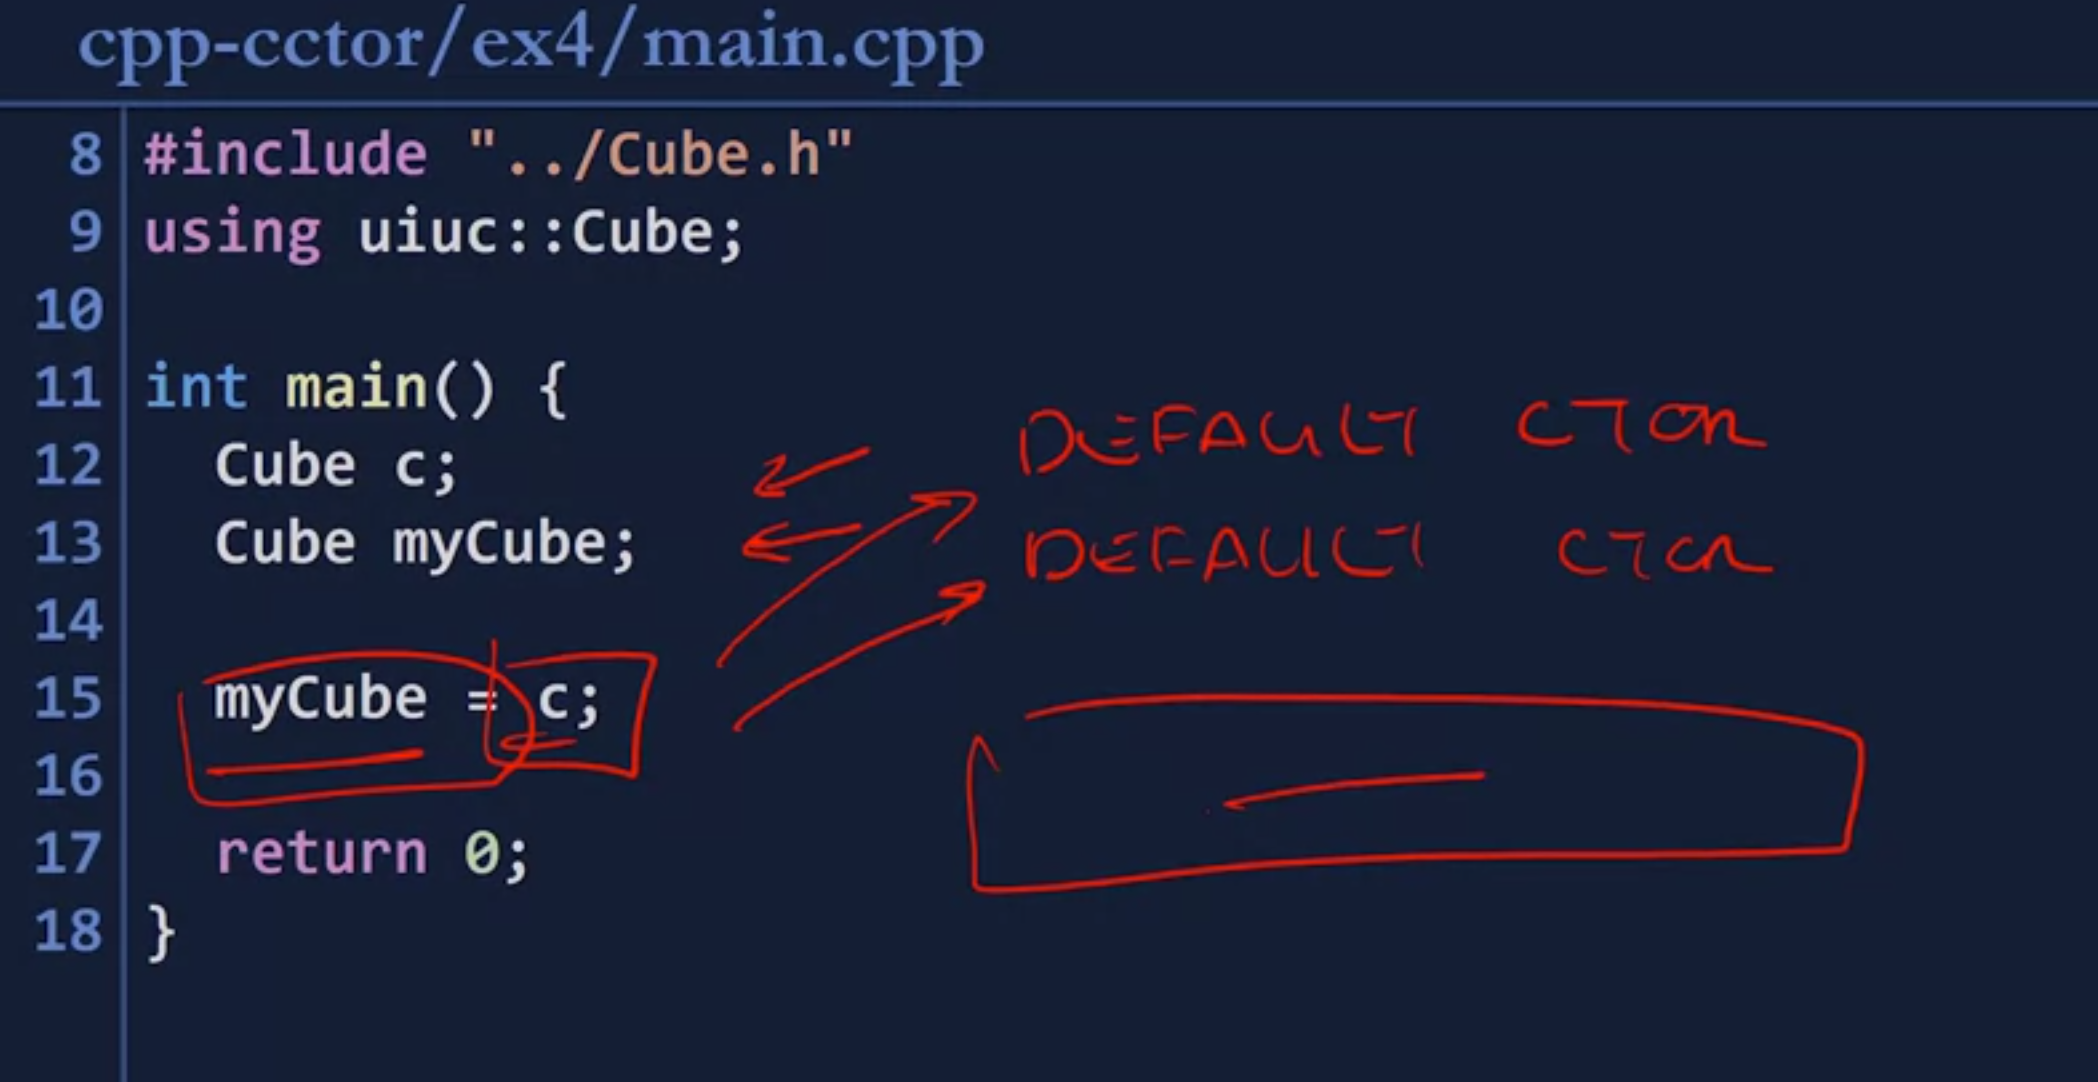 cpp-cctor/ex4/main.cpp
8 #include "../Cube.h"
9 using uiuc::Cube;
10
11 int main() {
12 Cube c; DEFAULT CTOR
13 Cube myCube; DEFAULT CTOR
14
15 myCube = c;
16
17 return 0;
18 }